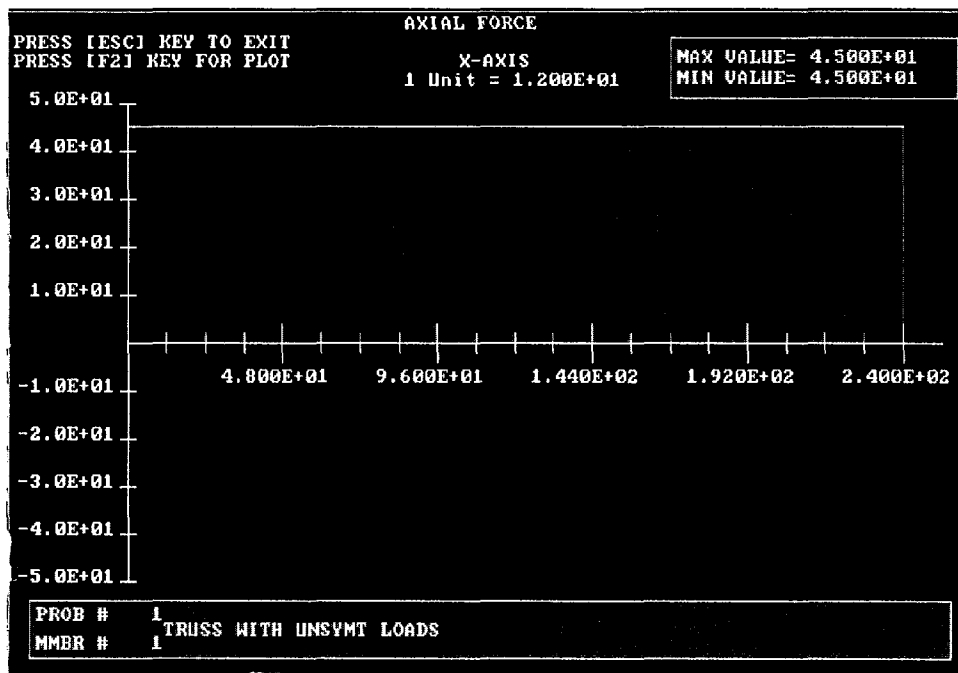 AXIAL FORCE
PRESS [ESC] KEY TO EXIT
PRESS [F2] KEY FOR PLOT
X-AXIS
1 Unit = 1.200E+01
MAX VALUE= 4.500E+01
MIN VALUE= 4.500E+01
5.0E+01
4.0E+01
3.0E+01
2.0E+01
1.0E+01
4.800E+01 9.600E+01 1.440E+02 1.920E+02 2.400E+02
-1.0E+01
-2.0E+01
-3.0E+01
-4.0E+01
-5.0E+01
PROB # 1
TRUSS WITH UNSYMT LOADS
MMBR # 1